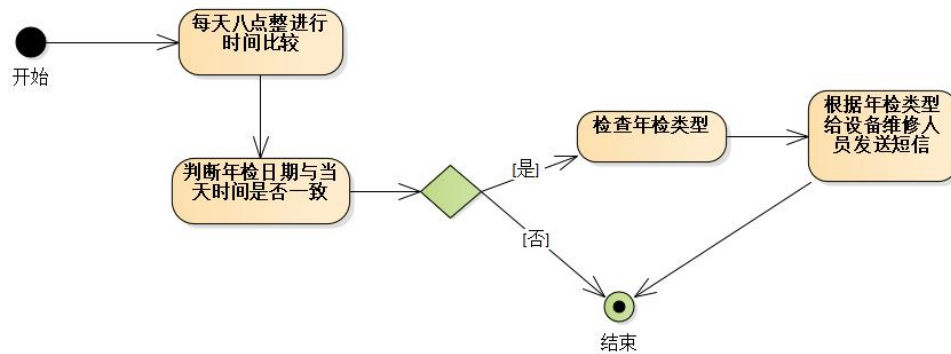 每天八点整进行
时间比较
开始
判断年检日期与当
天时间是否一致
[是]
检查年检类型
根据年检类型
给设备维修人
员发送短信
[否]
结束